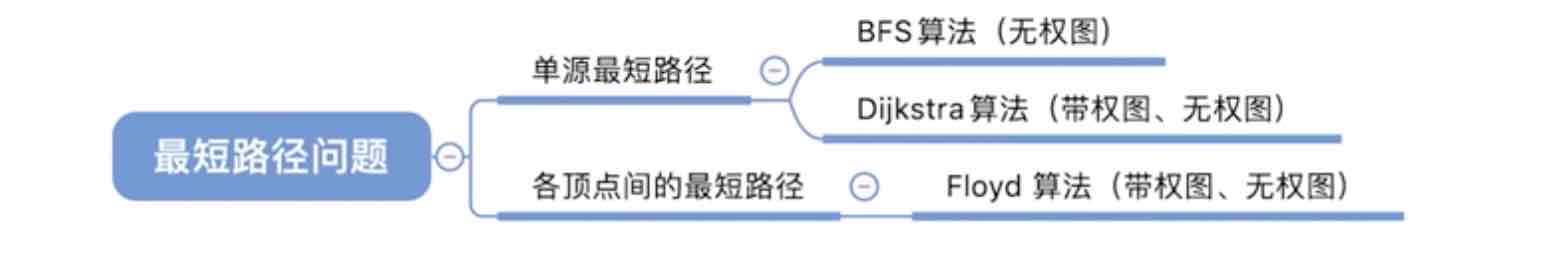 最短路径问题
单源最短路径
BFS算法（无权图）
Dijkstra算法（带权图、无权图）
各顶点间的最短路径
Floyd 算法（带权图、无权图）